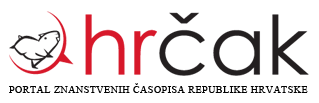 hrčak
PORTAL ZNANSTVENIH ČASOPISA REPUBLIKE HRVATSKE